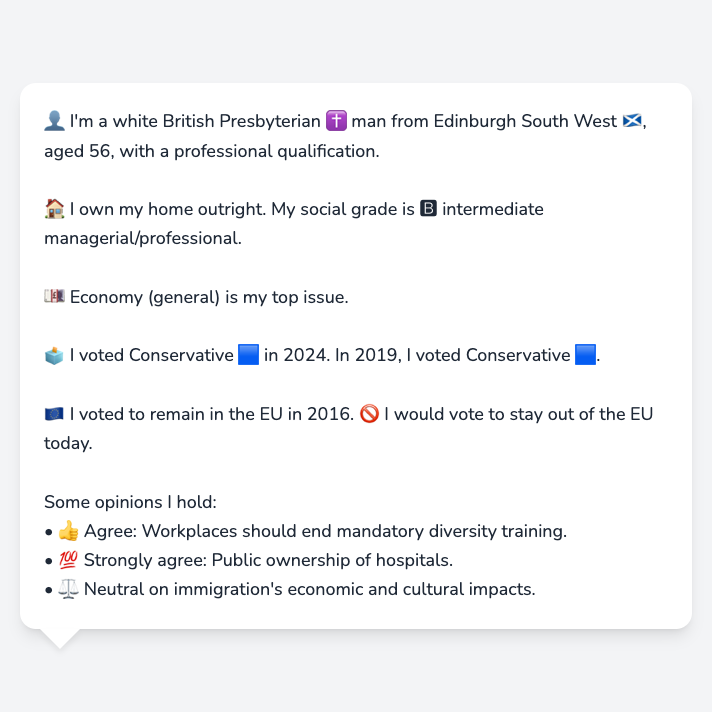 👤 I'm a white British Presbyterian ✝️ man from Edinburgh South West 🏴󠁧󠁢󠁳󠁣󠁴󠁿,
aged 56, with a professional qualification.
🏠 I own my home outright. My social grade is 🅱 intermediate
managerial/professional.
💷 Economy (general) is my top issue.
🗳️ I voted Conservative 🟦 in 2024. In 2019, I voted Conservative 🟦.
🇪🇺 I voted to remain in the EU in 2016. 🚫 I would vote to stay out of the EU
today.
Some opinions I hold:
• 👍 Agree: Workplaces should end mandatory diversity training.
• 💯 Strongly agree: Public ownership of hospitals.
• ⚖️ Neutral on immigration's economic and cultural impacts.